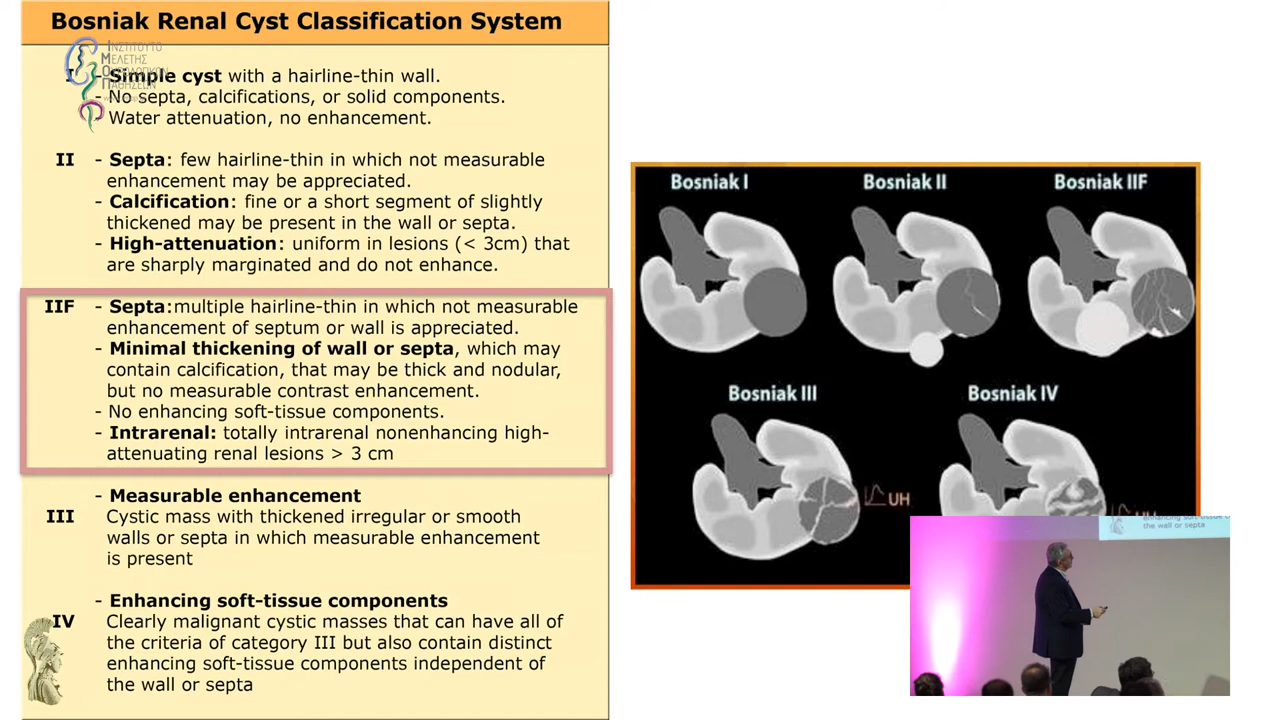 Bosniak Renal Cyst Classification System
ΙΝΣΤΙΤΟΥΤΟ
ΜΕΛΕΤΗΣ
ΟΥΡΟΛΟΓΙΚΩΝ
ΠΑΘΗΣΕΩΝ
I - Simple cyst with a hairline-thin wall.
- No septa, calcifications, or solid components.
Water attenuation, no enhancement.
II - Septa: few hairline-thin in which not measurable
enhancement may be appreciated.
- Calcification: fine or a short segment of slightly
thickened may be present in the wall or septa.
- High-attenuation: uniform in lesions (< 3cm) that
are sharply marginated and do not enhance.
IIF - Septa:multiple hairline-thin in which not measurable
enhancement of septum or wall is appreciated.
- Minimal thickening of wall or septa, which may
contain calcification, that may be thick and nodular,
but no measurable contrast enhancement.
- No enhancing soft-tissue components.
- Intrarenal: totally intrarenal nonenhancing high-
attenuating renal lesions > 3 cm
- Measurable enhancement
III Cystic mass with thickened irregular or smooth
walls or septa in which measurable enhancement
is present
- Enhancing soft-tissue components
IV Clearly malignant cystic masses that can have all of
the criteria of category III but also contain distinct
enhancing soft-tissue components independent of
the wall or septa
Bosniak I
Bosniak II
Bosniak IIF
Bosniak III
Bosniak IV
UH
the wall or septa